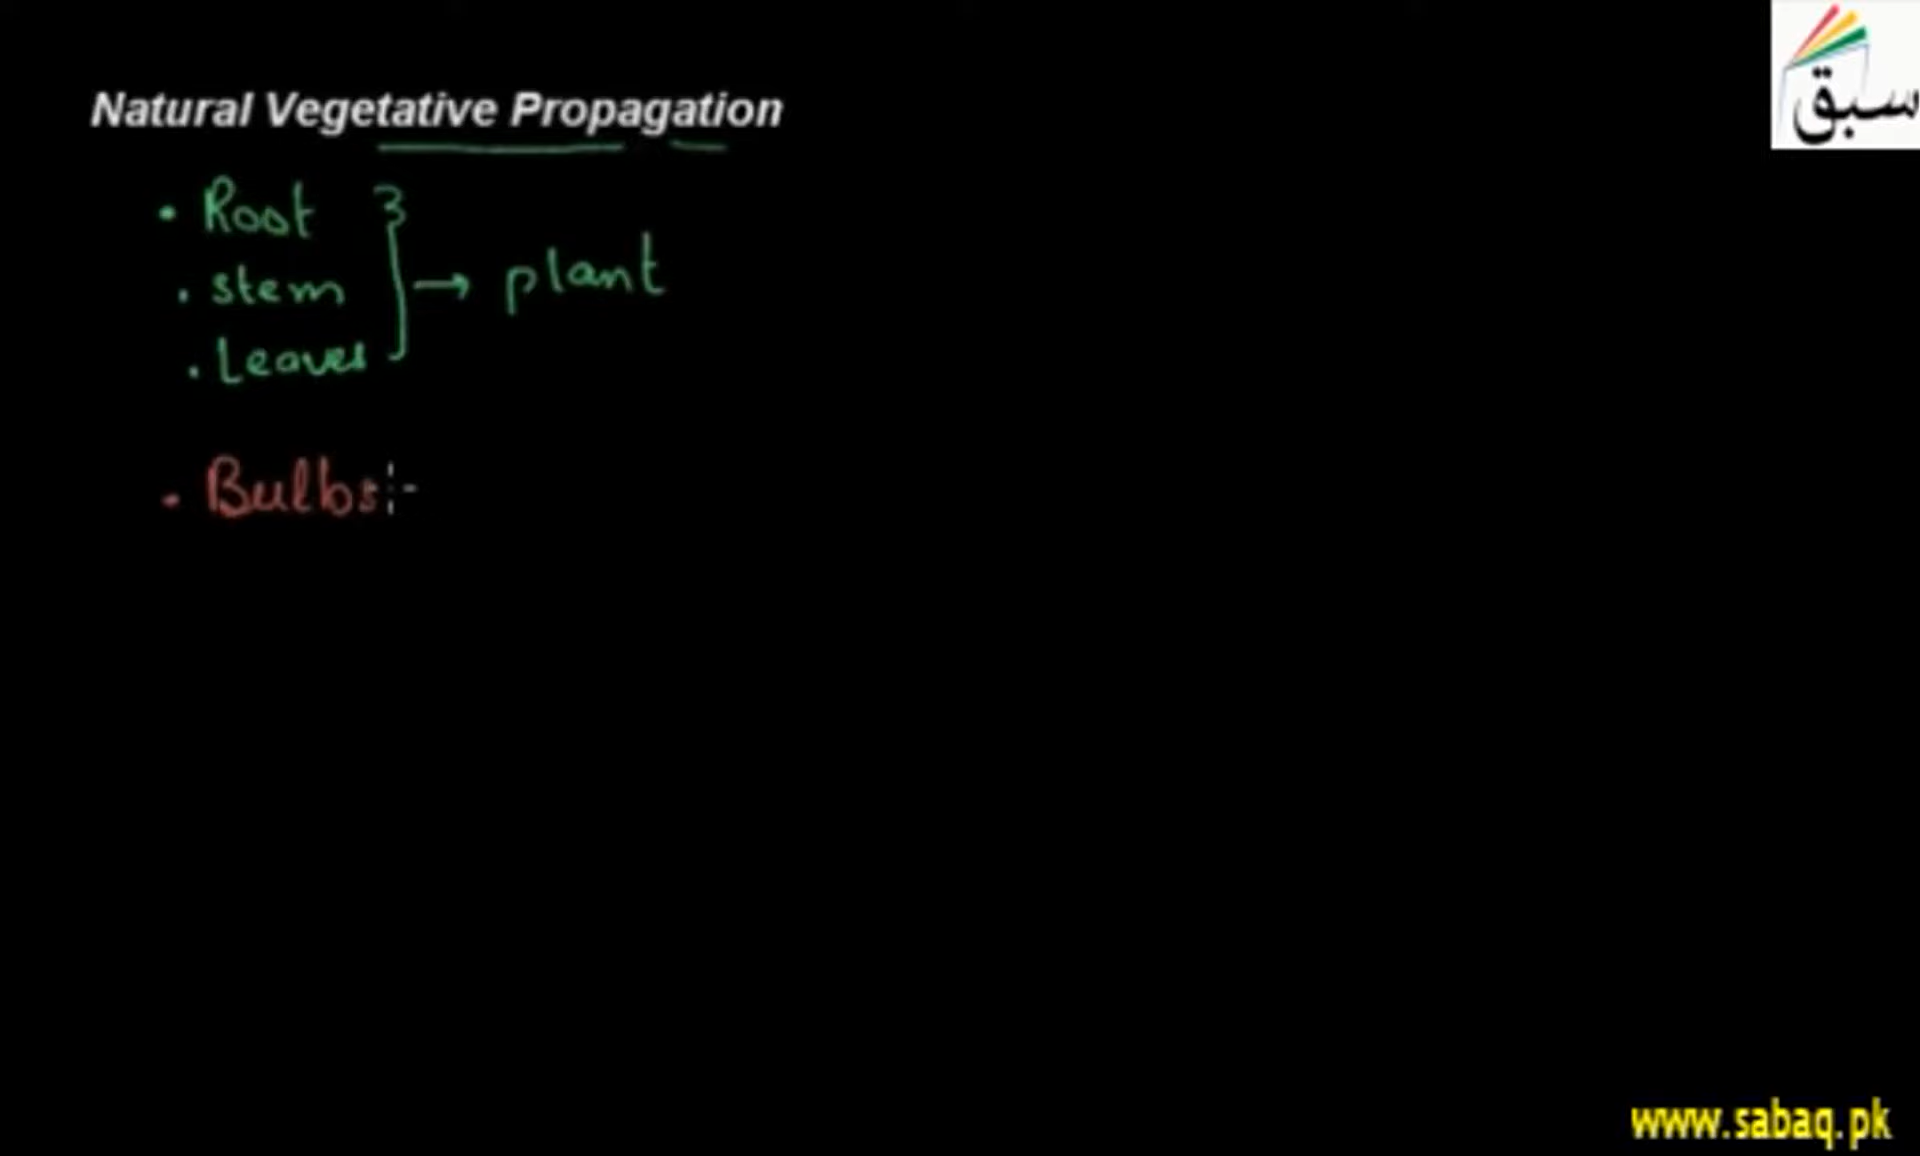 Natural Vegetative Propagation
سبق
• Root
• stem → plant
• Leaves
• Bulbs
www.sabaq.pk